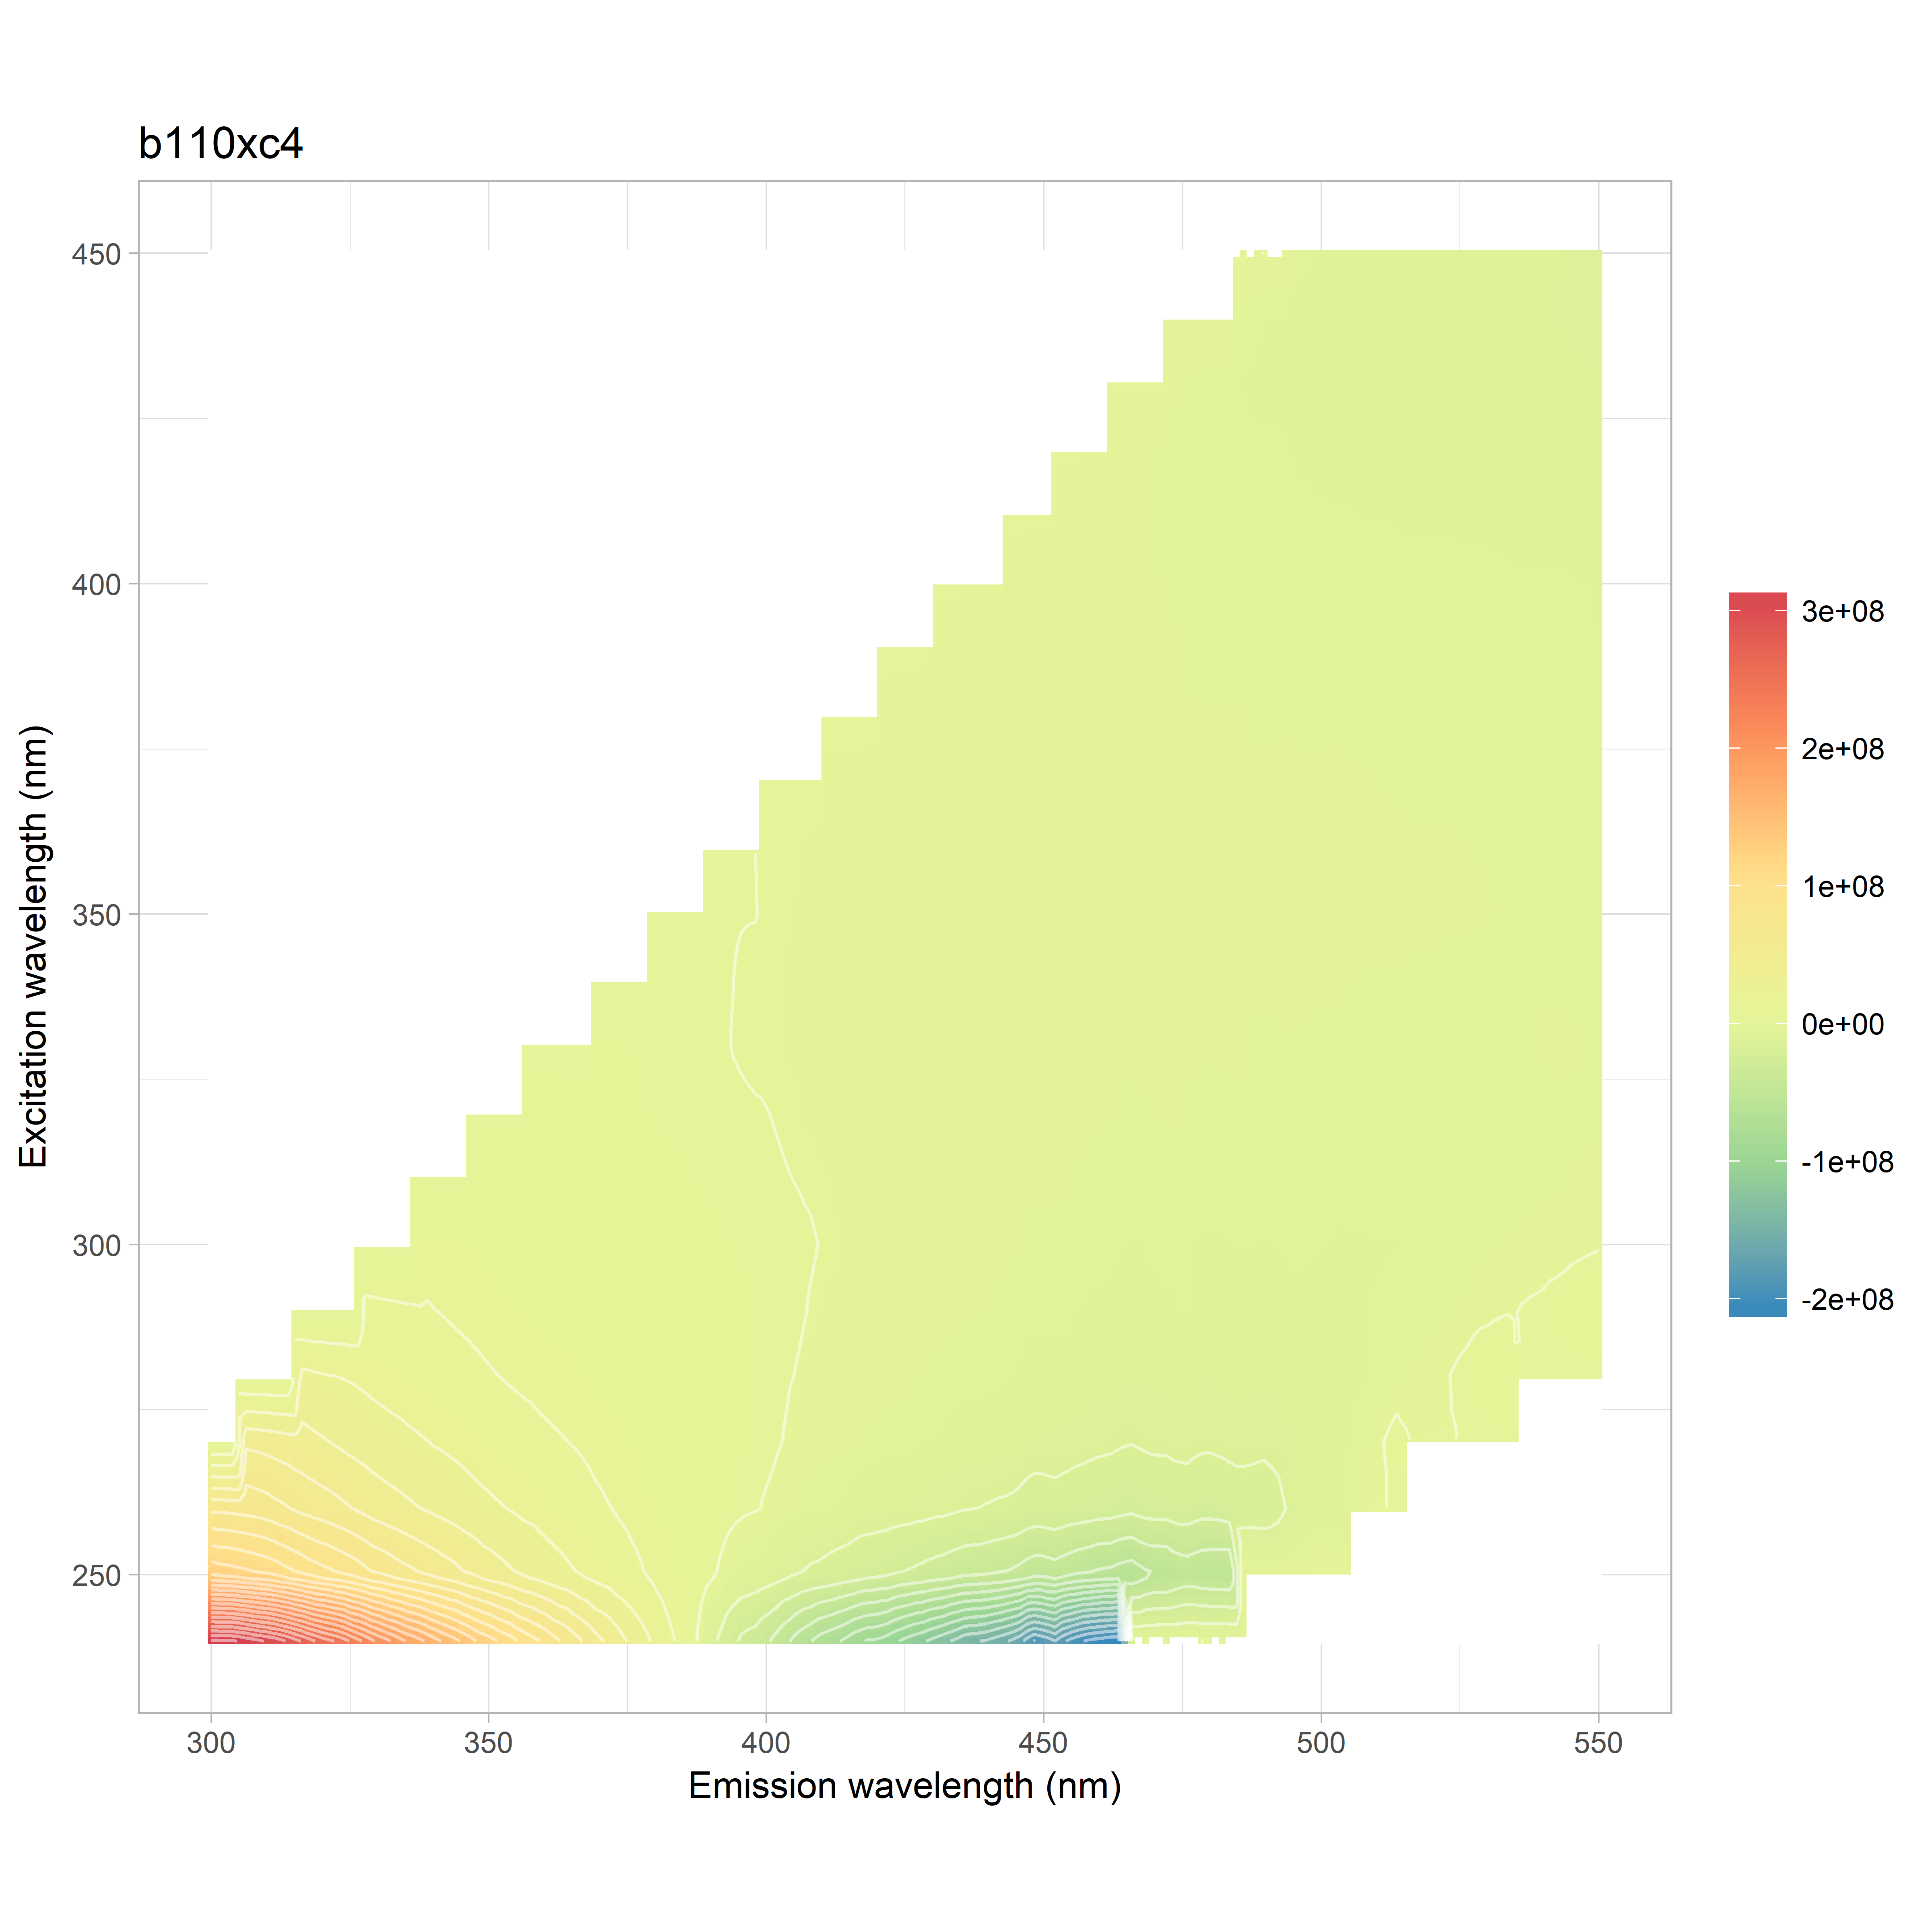 b110xc4
450
400
350
300
250
Excitation wavelength (nm)
300 350 400 450 500 550
Emission wavelength (nm)
3e+08
2e+08
1e+08
0e+00
-1e+08
-2e+08